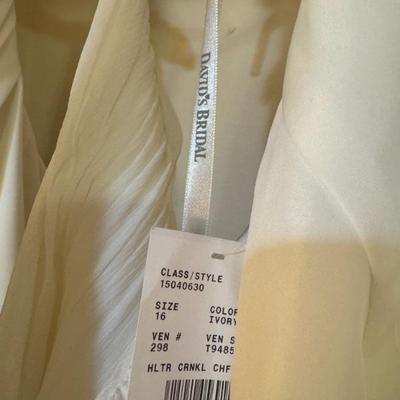 DAVID'S BRIDAL
CLASS/STYLE
15040630
SIZE COLOR
16 IVORY
VEN # VEN S
298 T9485
HLTR CRNKL CHF